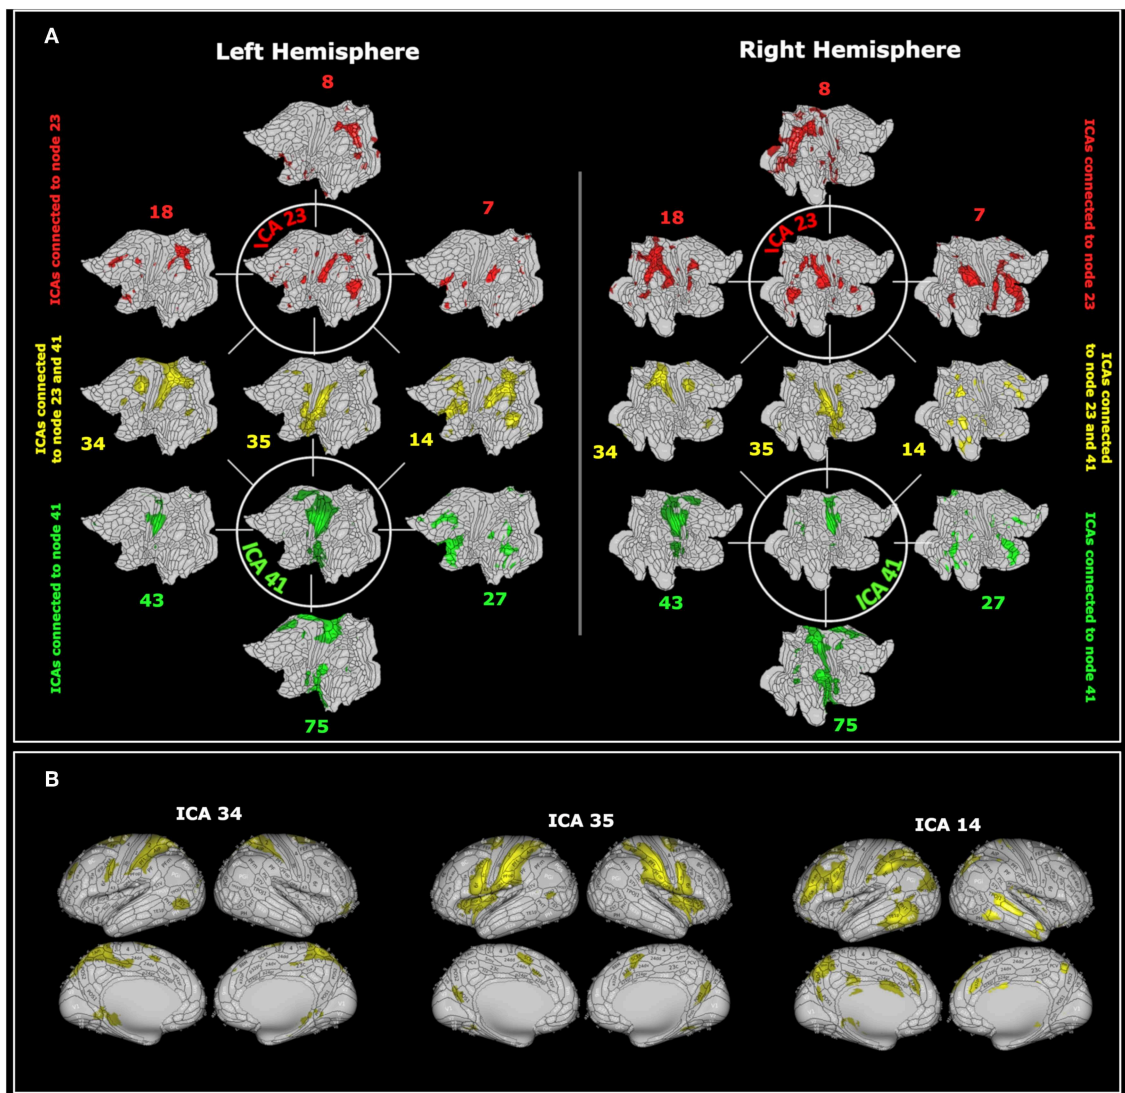 A
Left Hemisphere
Right Hemisphere
8
8
ICAs connected to node 23
ICAs connected to node 23
18
ICA 23
7
18
ICA 23
7
ICAs connected
to node 23 and 41
ICAs connected
to node 23 and 41
34
35
14
34
35
14
ICAs connected to node 41
ICAs connected to node 41
ICA 41
ICA 41
43
27
43
27
75
75
B
ICA 34
ICA 35
ICA 14